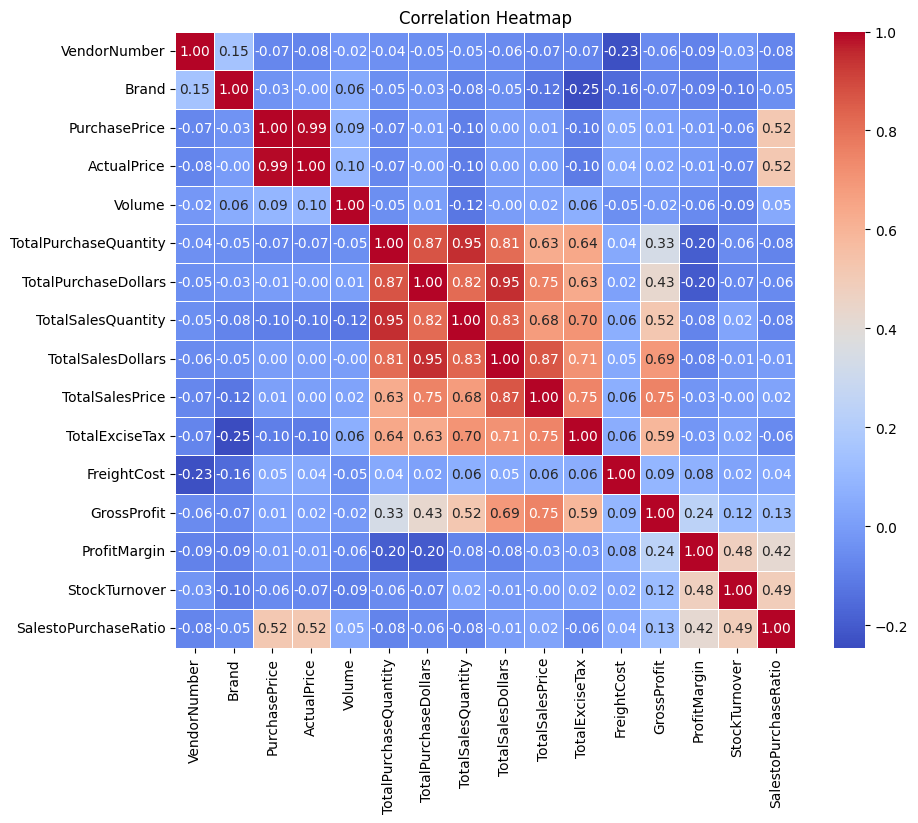 Correlation Heatmap
VendorNumber 1.00 0.15 -0.07 -0.08 -0.02 -0.04 -0.05 -0.05 -0.06 -0.07 -0.07 -0.23 -0.06 -0.09 -0.03 -0.08
Brand 0.15 1.00 -0.03 -0.00 0.06 -0.05 -0.03 -0.08 -0.05 -0.12 -0.25 -0.16 -0.07 -0.09 -0.10 -0.05
PurchasePrice -0.07 -0.03 1.00 0.99 0.09 -0.07 -0.01 -0.10 0.00 0.01 -0.10 0.05 0.01 -0.01 -0.06 0.52
ActualPrice -0.08 -0.00 0.99 1.00 0.10 -0.07 -0.00 -0.10 0.00 0.00 -0.10 0.04 0.02 -0.01 -0.07 0.52
Volume -0.02 0.06 0.09 0.10 1.00 -0.05 0.01 -0.12 -0.00 0.02 0.06 -0.05 -0.02 -0.06 -0.09 0.05
TotalPurchaseQuantity -0.04 -0.05 -0.07 -0.07 -0.05 1.00 0.87 0.95 0.81 0.63 0.64 0.04 0.33 -0.20 -0.06 -0.08
TotalPurchaseDollars -0.05 -0.03 -0.01 -0.00 0.01 0.87 1.00 0.82 0.95 0.75 0.63 0.02 0.43 -0.20 -0.07 -0.06
TotalSalesQuantity -0.05 -0.08 -0.10 -0.10 -0.12 0.95 0.82 1.00 0.83 0.68 0.70 0.06 0.52 -0.08 0.02 -0.08
TotalSalesDollars -0.06 -0.05 0.00 0.00 -0.00 0.81 0.95 0.83 1.00 0.87 0.71 0.05 0.69 -0.08 -0.01 -0.01
TotalSalesPrice -0.07 -0.12 0.01 0.00 0.02 0.63 0.75 0.68 0.87 1.00 0.75 0.06 0.75 -0.03 -0.00 0.02
TotalExciseTax -0.07 -0.25 -0.10 -0.10 0.06 0.64 0.63 0.70 0.71 0.75 1.00 0.06 0.59 -0.03 0.02 -0.06
FreightCost -0.23 -0.16 0.05 0.04 -0.05 0.04 0.02 0.06 0.05 0.06 0.06 1.00 0.09 0.08 0.02 0.04
GrossProfit -0.06 -0.07 0.01 0.02 -0.02 0.33 0.43 0.52 0.69 0.75 0.59 0.09 1.00 0.24 0.12 0.13
ProfitMargin -0.09 -0.09 -0.01 -0.01 -0.06 -0.20 -0.20 -0.08 -0.08 -0.03 -0.03 0.08 0.24 1.00 0.48 0.42
StockTurnover -0.03 -0.10 -0.06 -0.07 -0.09 -0.06 -0.07 0.02 -0.01 -0.00 0.02 0.02 0.12 0.48 1.00 0.49
SalestoPurchaseRatio -0.08 -0.05 0.52 0.52 0.05 -0.08 -0.06 -0.08 -0.01 0.02 -0.06 0.04 0.13 0.42 0.49 1.00
VendorNumber
Brand
PurchasePrice
ActualPrice
Volume
TotalPurchaseQuantity
TotalPurchaseDollars
TotalSalesQuantity
TotalSalesDollars
TotalSalesPrice
TotalExciseTax
FreightCost
GrossProfit
ProfitMargin
StockTurnover
SalestoPurchaseRatio
1.0
0.8
0.6
0.4
0.2
0.0
−0.2